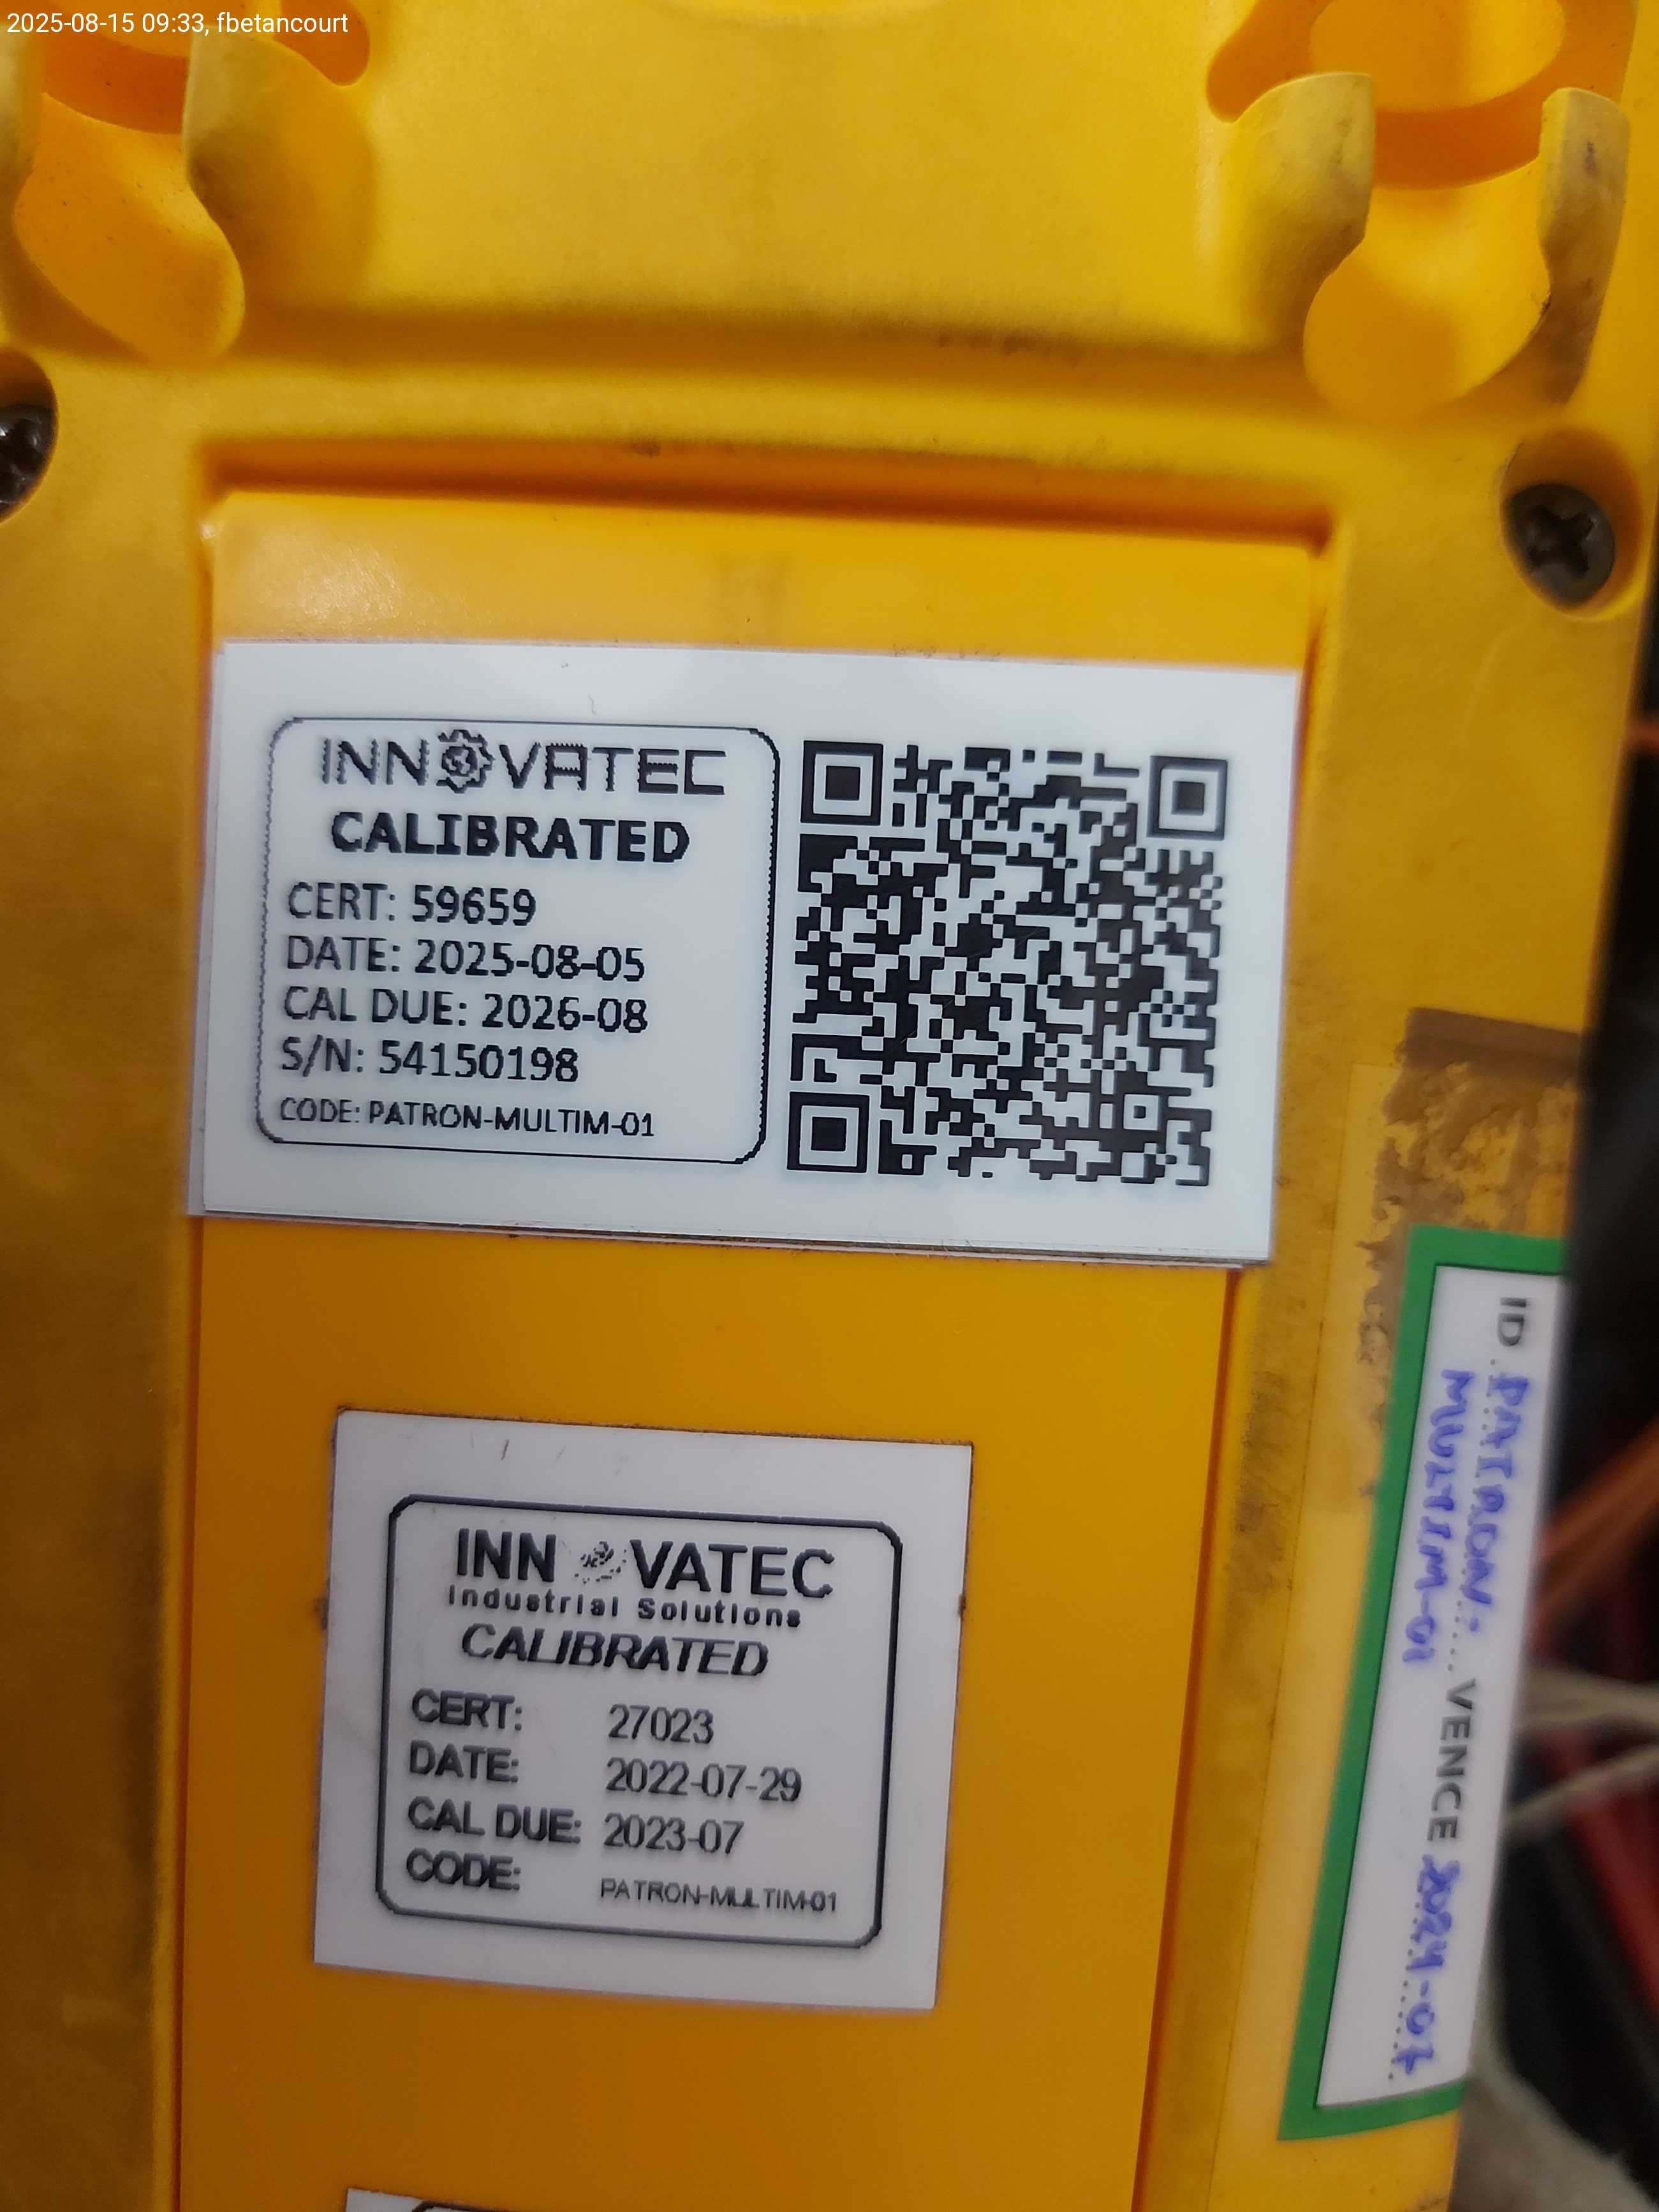 2025-08-15 09:33, fbetancourt
INNOVATEC
CALIBRATED
CERT: 59659
DATE: 2025-08-05
CAL DUE: 2026-08
S/N: 54150198
CODE: PATRON-MULTIM-01
INNOVATEC
Industrial Solutions
CALIBRATED
CERT: 27023
DATE: 2022-07-29
CAL DUE: 2023-07
CODE: PATRON-MULTIM-01
ID PATRON-
MULTIM-01
VENCE 2024-07